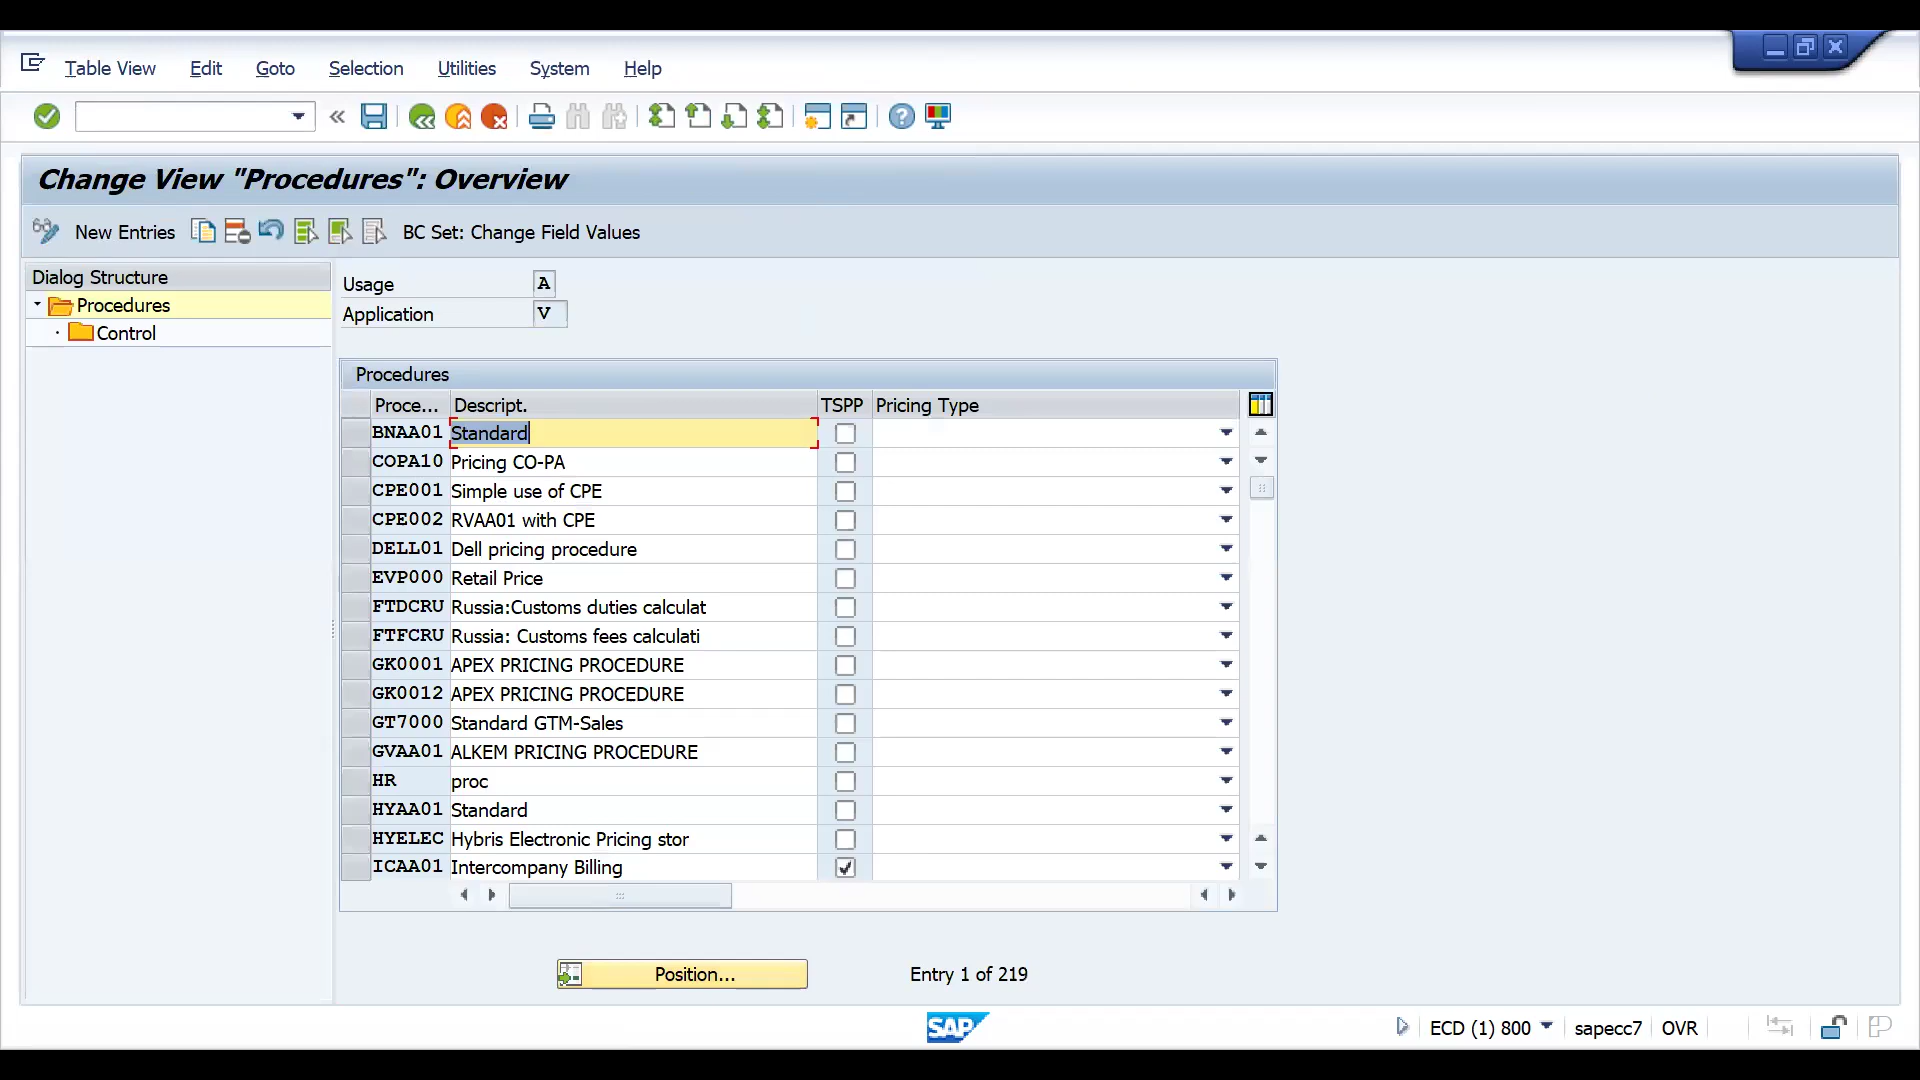 Table View Edit Goto Selection Utilities System Help
Change View "Procedures": Overview
New Entries BC Set: Change Field Values
Dialog Structure
Procedures
Control
Usage A
Application V
Procedures
Proce... Descript. TSPP Pricing Type
BNAA01 Standard
COPA10 Pricing CO-PA
CPE001 Simple use of CPE
CPE002 RVAA01 with CPE
DELL01 Dell pricing procedure
EVP000 Retail Price
FTDCRU Russia:Customs duties calculat
FTFCRU Russia: Customs fees calculati
GK0001 APEX PRICING PROCEDURE
GK0012 APEX PRICING PROCEDURE
GT7000 Standard GTM-Sales
GVAA01 ALKEM PRICING PROCEDURE
HR proc
HYAA01 Standard
HYELEC Hybris Electronic Pricing stor
ICAA01 Intercompany Billing
Position... Entry 1 of 219
SAP ECD (1) 800 sapecc7 OVR